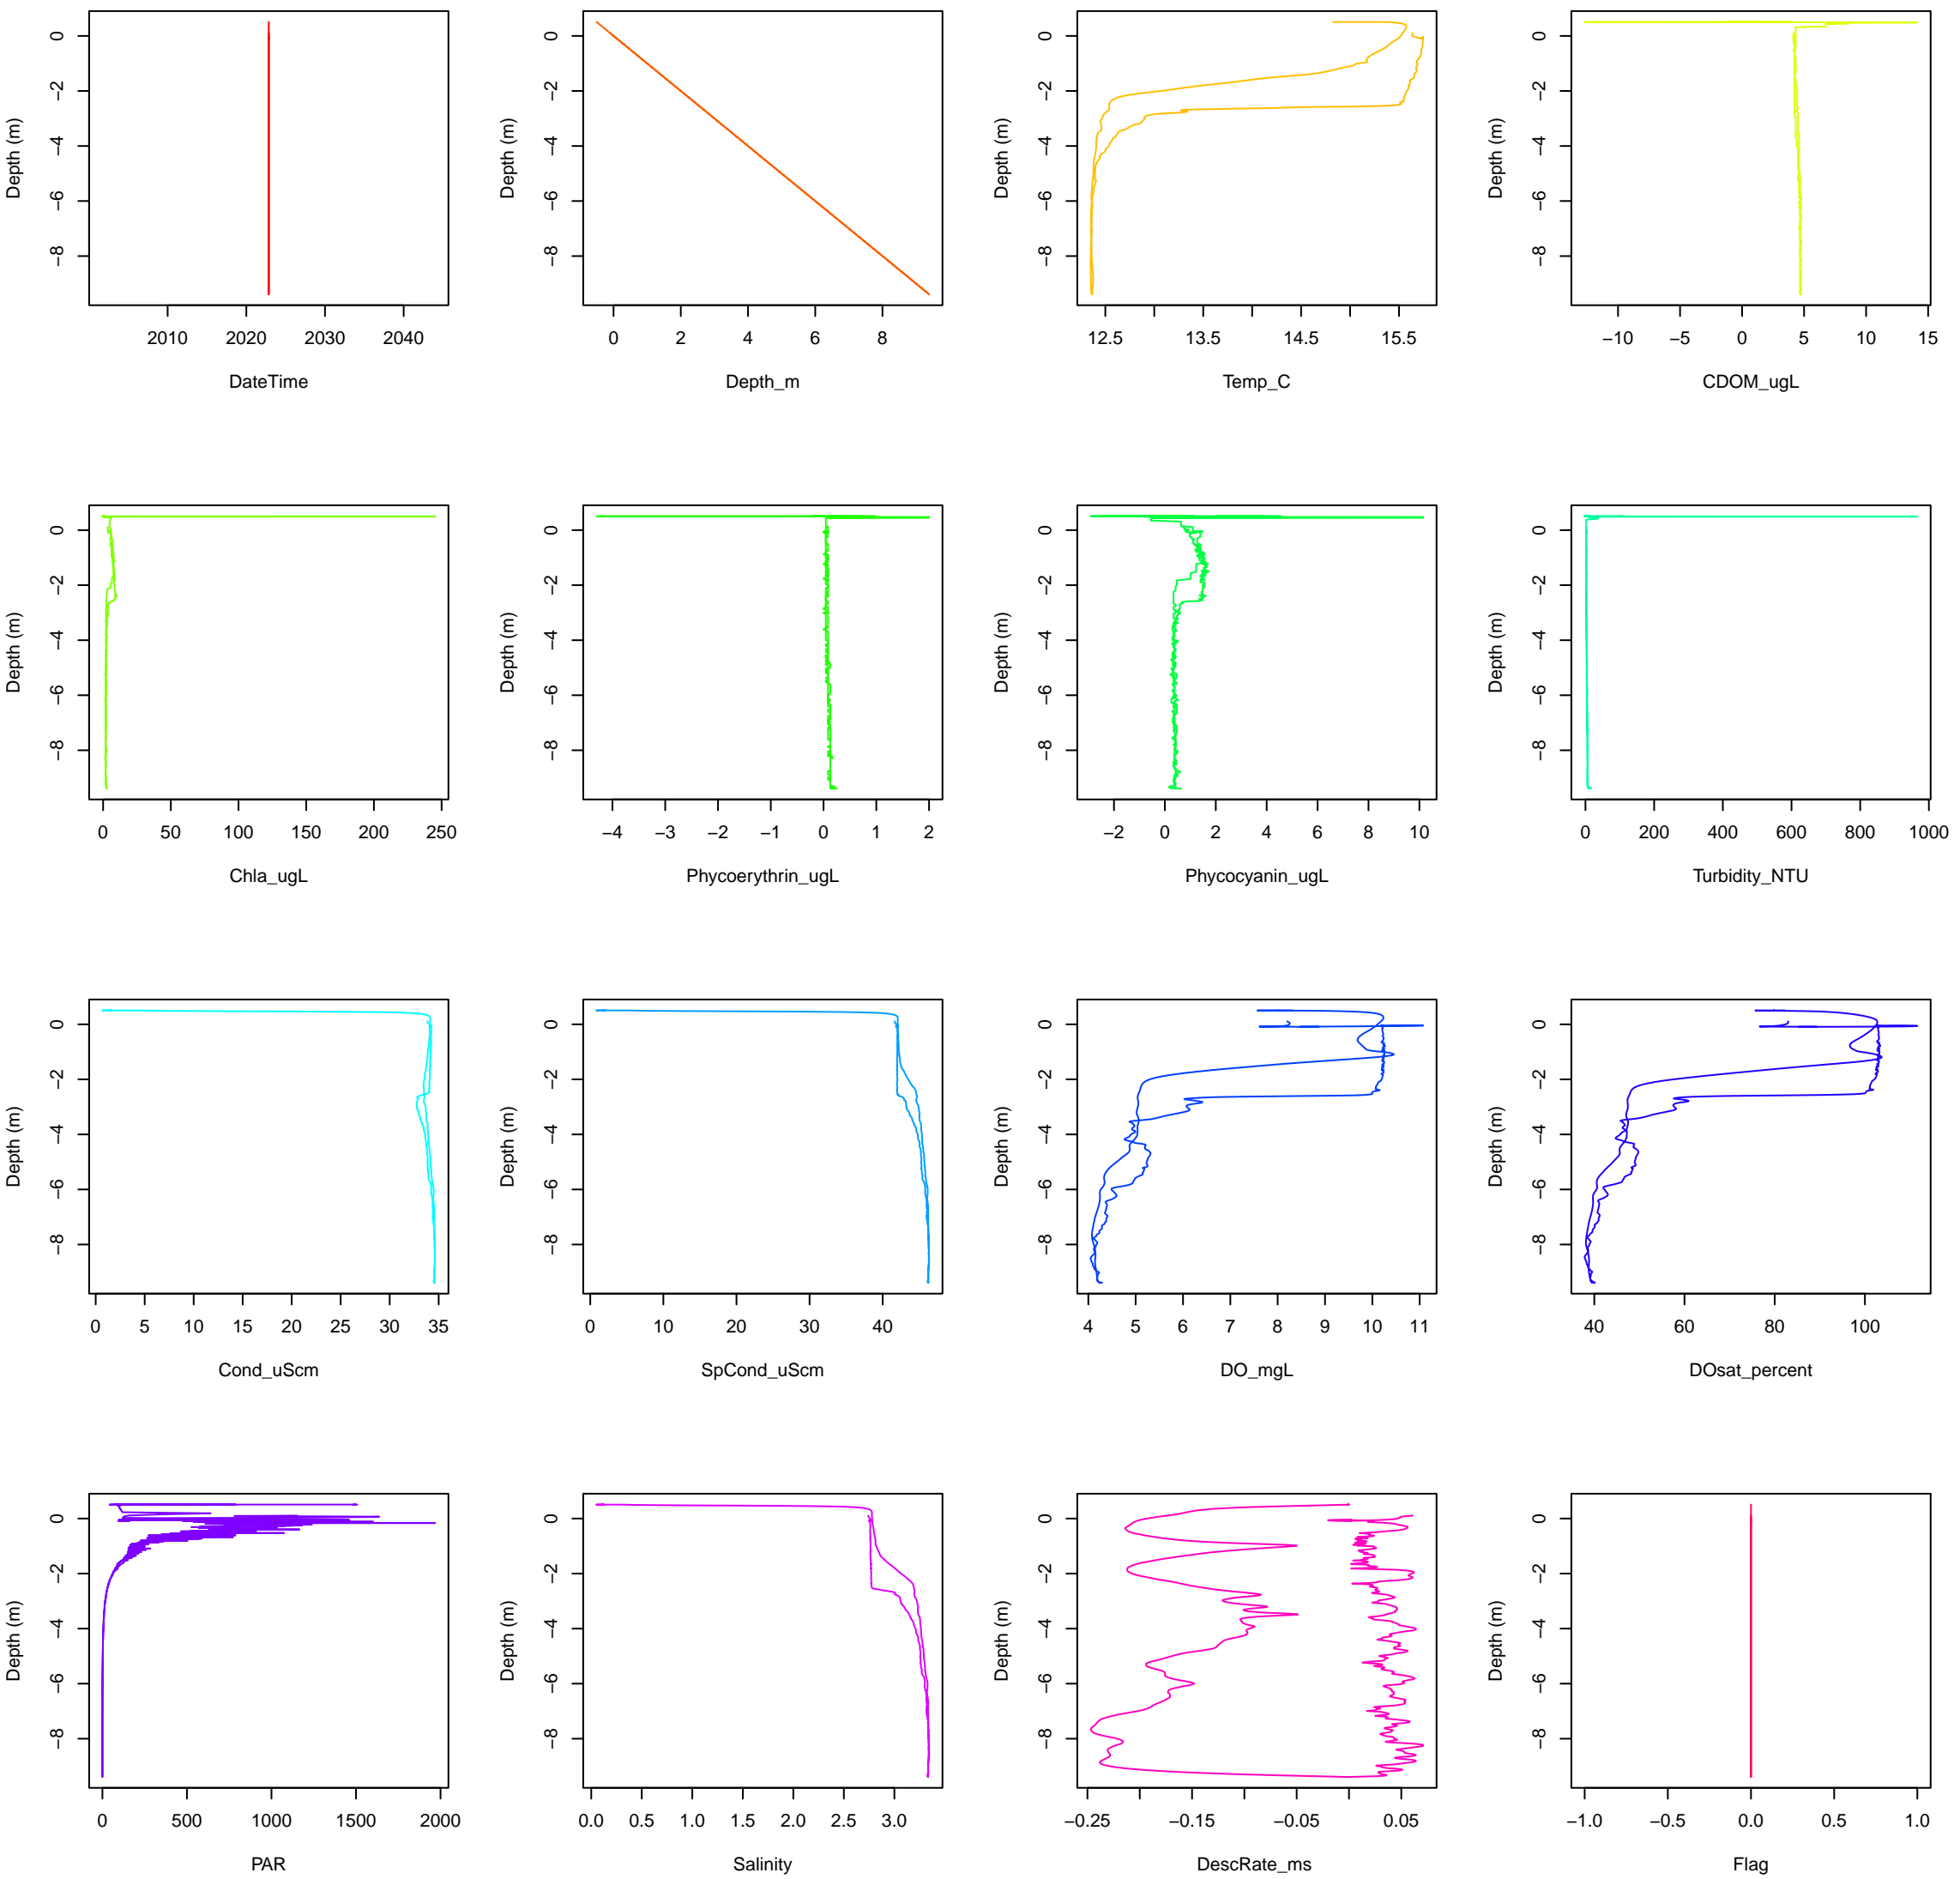 Depth (m)
0
−2
−4
−6
−8
2010 2020 2030 2040
DateTime
Depth (m)
0
−2
−4
−6
−8
0 2 4 6 8
Depth_m
Depth (m)
0
−2
−4
−6
−8
12.5 13.5 14.5 15.5
Temp_C
Depth (m)
0
−2
−4
−6
−8
−10 −5 0 5 10 15
CDOM_ugL
Depth (m)
0
−2
−4
−6
−8
0 50 100 150 200 250
Chla_ugL
Depth (m)
0
−2
−4
−6
−8
−4 −3 −2 −1 0 1 2
Phycoerythrin_ugL
Depth (m)
0
−2
−4
−6
−8
−2 0 2 4 6 8 10
Phycocyanin_ugL
Depth (m)
0
−2
−4
−6
−8
0 200 400 600 800 1000
Turbidity_NTU
Depth (m)
0
−2
−4
−6
−8
0 5 10 15 20 25 30 35
Cond_uScm
Depth (m)
0
−2
−4
−6
−8
0 10 20 30 40
SpCond_uScm
Depth (m)
0
−2
−4
−6
−8
4 5 6 7 8 9 10 11
DO_mgL
Depth (m)
0
−2
−4
−6
−8
40 60 80 100
DOsat_percent
Depth (m)
0
−2
−4
−6
−8
0 500 1000 1500 2000
PAR
Depth (m)
0
−2
−4
−6
−8
0.0 0.5 1.0 1.5 2.0 2.5 3.0
Salinity
Depth (m)
0
−2
−4
−6
−8
−0.25 −0.15 −0.05 0.05
DescRate_ms
Depth (m)
0
−2
−4
−6
−8
−1.0 −0.5 0.0 0.5 1.0
Flag